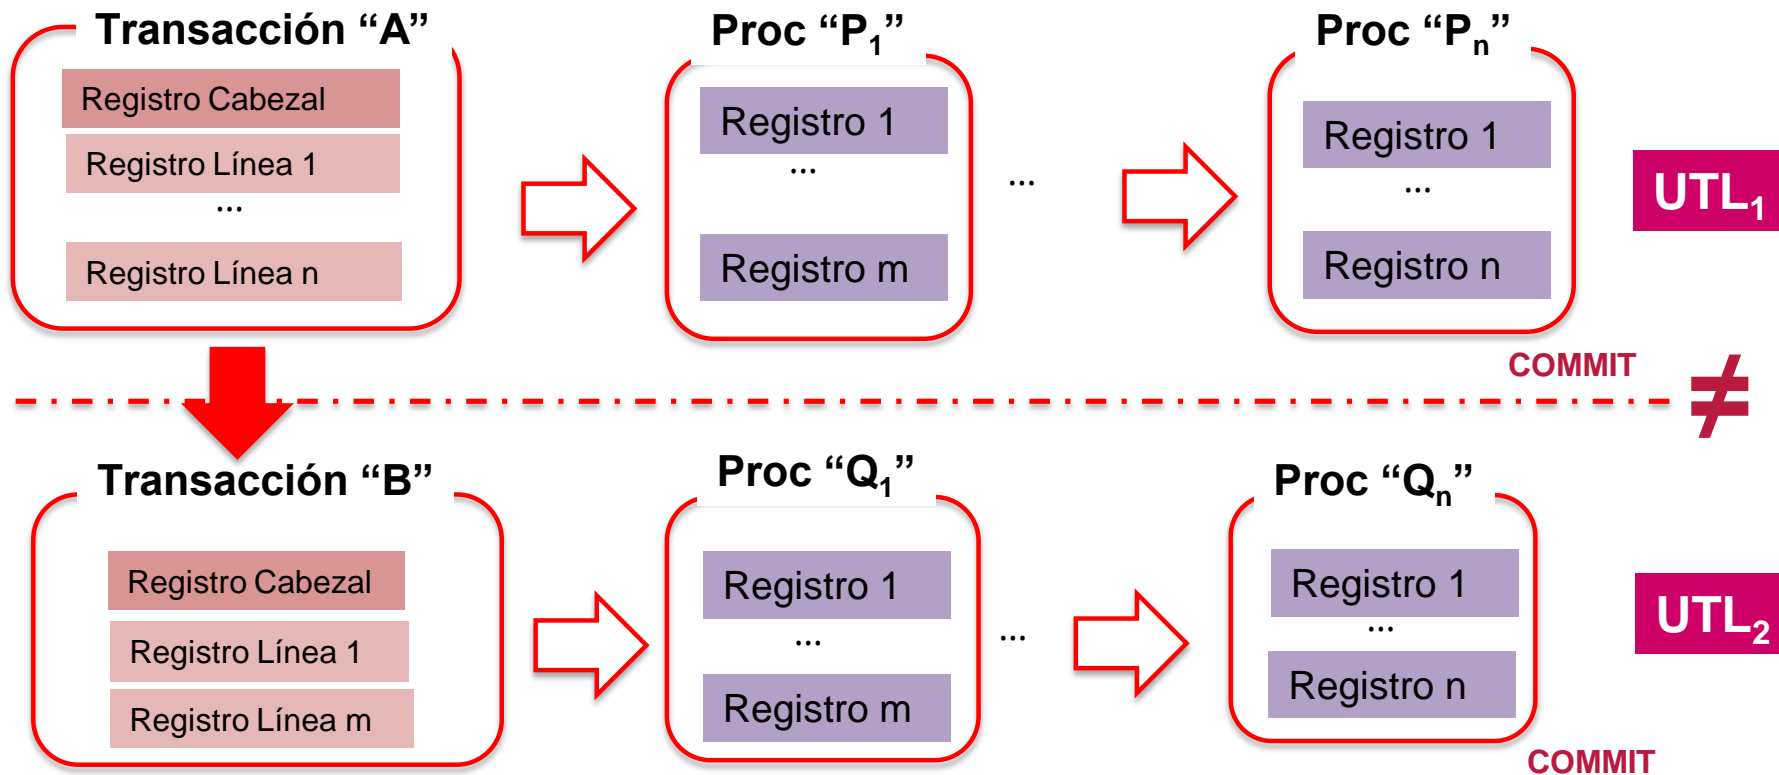 Transacción “A”
Registro Cabezal
Registro Línea 1
...
Registro Línea n
Proc “P1”
Registro 1
...
Registro m
...
Proc “Pn”
Registro 1
...
Registro n
UTL1
COMMIT
≠
Transacción “B”
Registro Cabezal
Registro Línea 1
Registro Línea m
Proc “Q1”
Registro 1
...
Registro m
...
Proc “Qn”
Registro 1
...
Registro n
UTL2
COMMIT